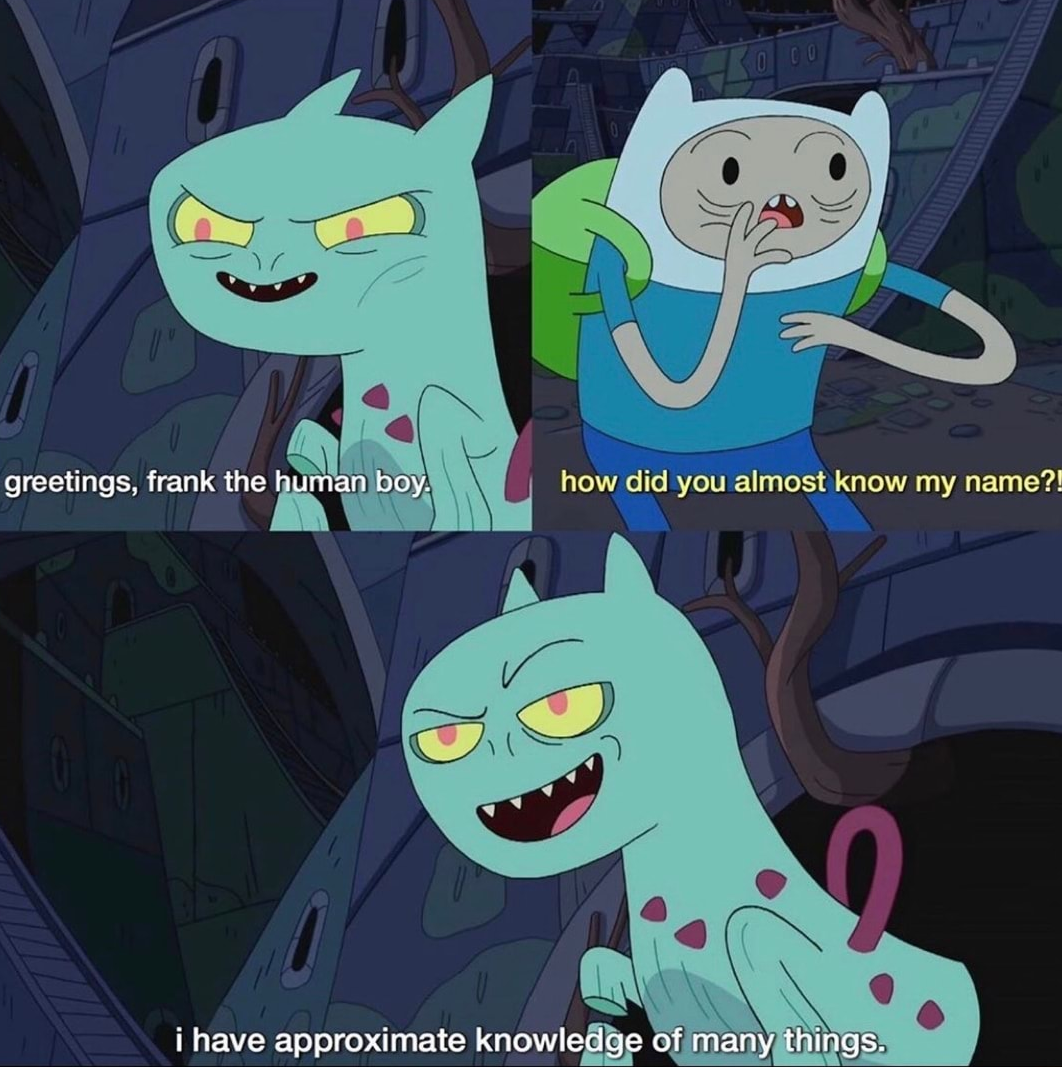 greetings, frank the human boy.
how did you almost know my name?!
i have approximate knowledge of many things.